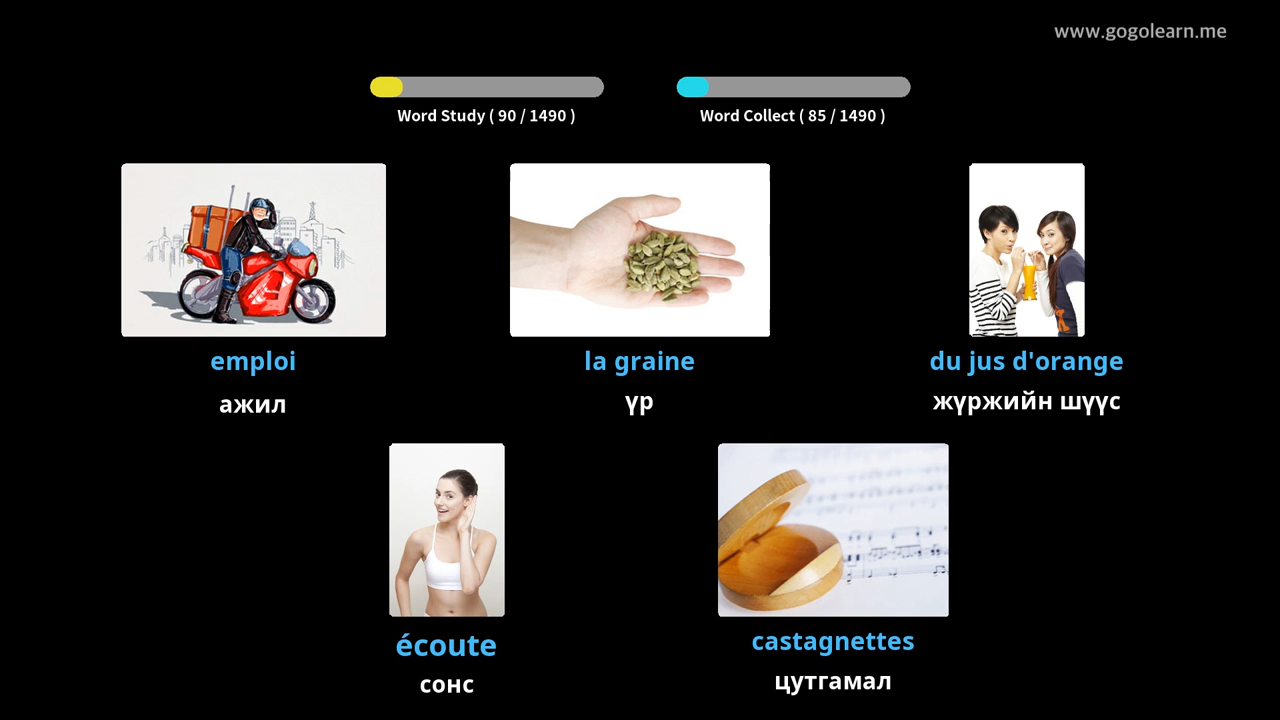 www.gogolearn.me
Word Study ( 90 / 1490 )
Word Collect ( 85 / 1490 )
emploi
ажил
la graine
үр
du jus d'orange
жүржийн шүүс
écoute
сонс
castagnettes
цутгамал